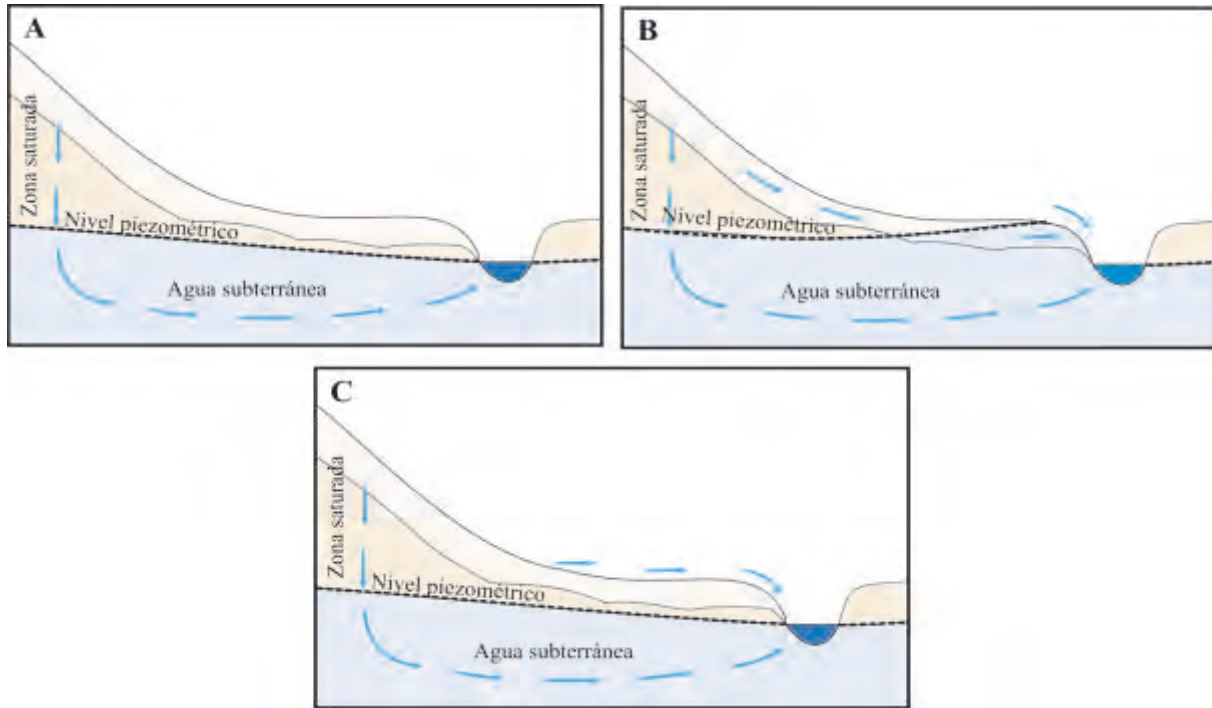 A
Zona saturada
Nivel piezométrico
Agua subterránea
B
Zona saturada
Nivel piezométrico
Agua subterránea
C
Zona saturada
Nivel piezométrico
Agua subterránea